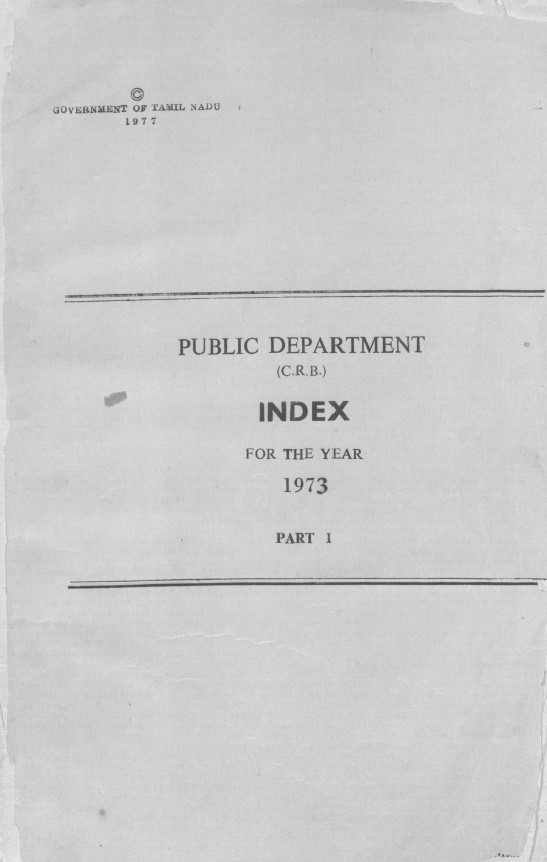 ©
GOVERNMENT OF TAMIL NADU
1977
PUBLIC DEPARTMENT
(C.R.B.)
INDEX
FOR THE YEAR
1973
PART 1